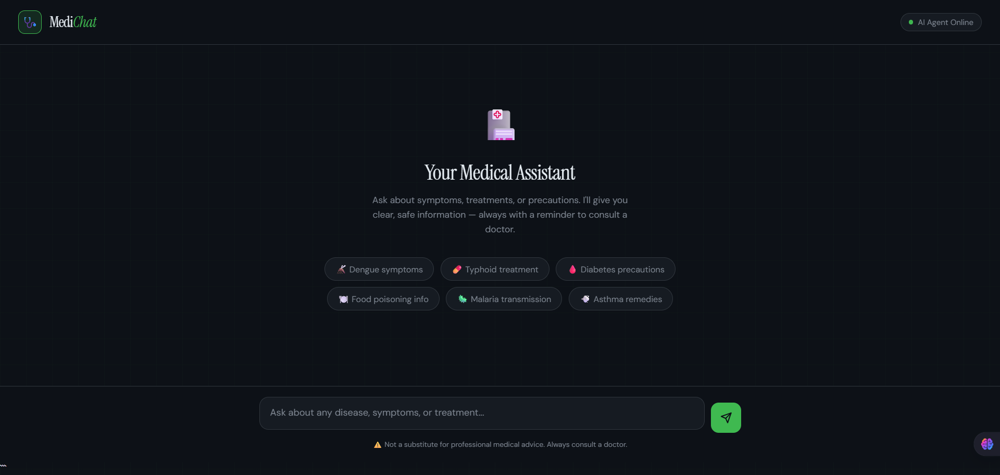 MediChat
AI Agent Online
Your Medical Assistant
Ask about symptoms, treatments, or precautions. I'll give you
clear, safe information — always with a reminder to consult a
doctor.
Dengue symptoms
Typhoid treatment
Diabetes precautions
Food poisoning info
Malaria transmission
Asthma remedies
Ask about any disease, symptoms, or treatment...
Not a substitute for professional medical advice. Always consult a doctor.